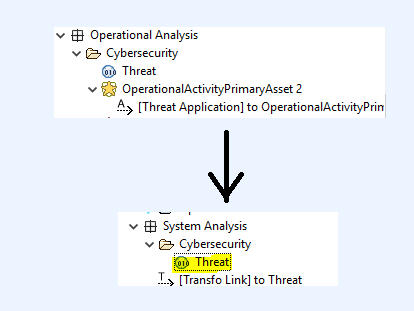 Operational Analysis
Cybersecurity
Threat
OperationalActivityPrimaryAsset 2
[Threat Application] to OperationalActivityPrim
System Analysis
Cybersecurity
Threat
[Transfo Link] to Threat